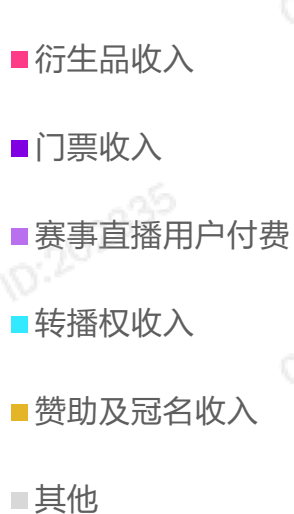 衍生品收入
门票收入
赛事直播用户付费
转播权收入
赞助及冠名收入
其他